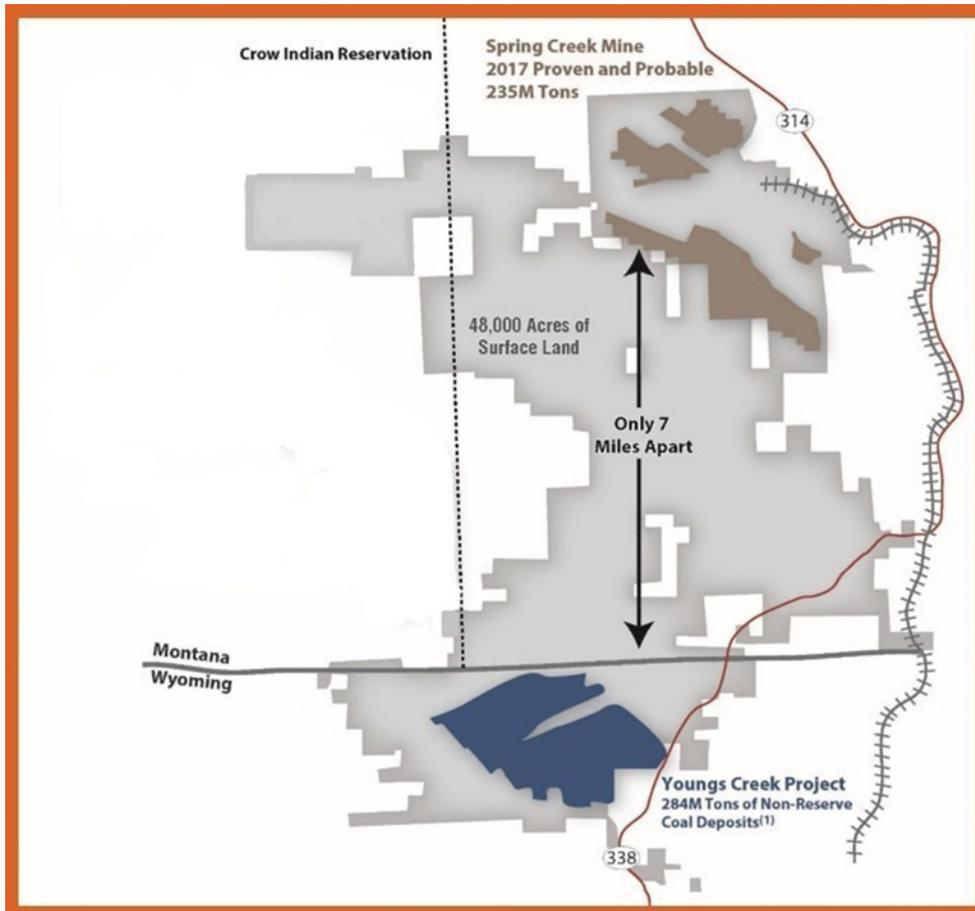 Crow Indian Reservation
Spring Creek Mine
2017 Proven and Probable
235M Tons
314
48,000 Acres of
Surface Land
Only 7
Miles Apart
Montana
Wyoming
Youngs Creek Project
284M Tons of Non-Reserve
Coal Deposits(1)
338